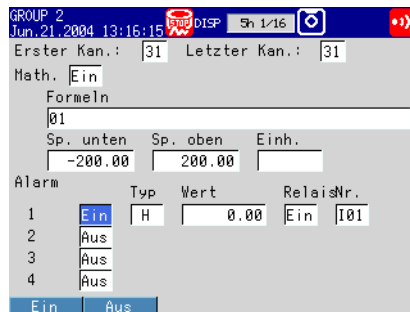 GROUP 2
Jun.21.2004 13:16:15 STOP DISP 5h 1/16
Erster Kan.: 31 Letzter Kan.: 31
Math. Ein
Formeln
01
Sp. unten Sp. oben Einh.
-200.00 200.00
Alarm
Typ Wert RelaisNr.
1 Ein H 0.00 Ein I01
2 Aus
3 Aus
4 Aus
Ein Aus